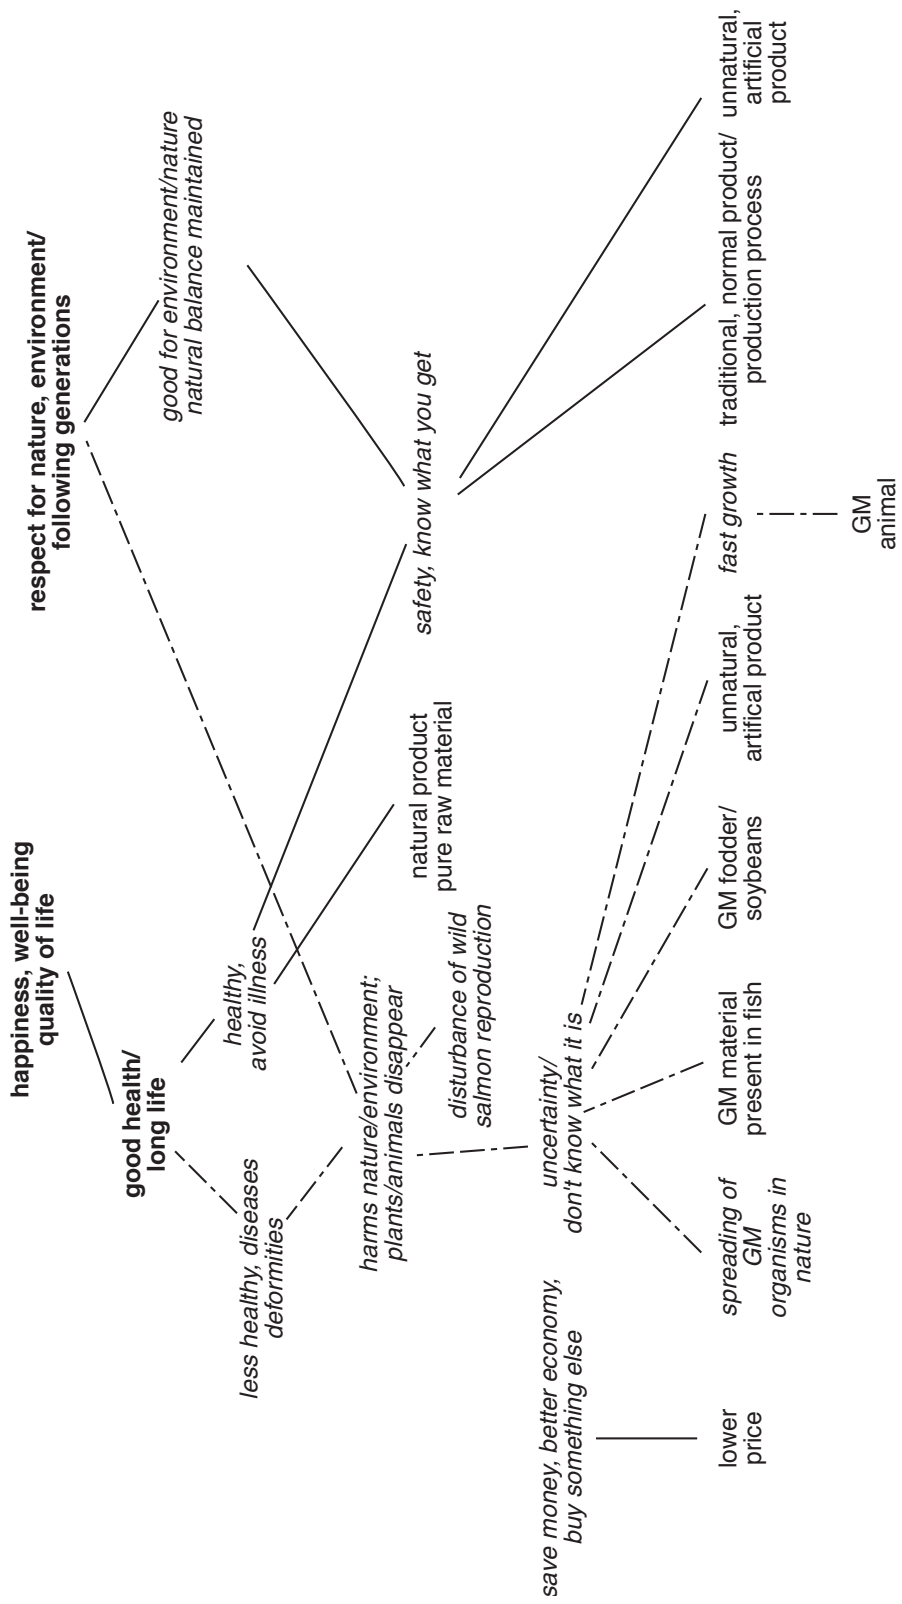 happiness, well-being
quality of life
respect for nature, environment/
following generations
good health/
long life
good for environment/nature
natural balance maintained
less healthy, diseases
deformities
healthy,
avoid illness
harms nature/environment;
plants/animals disappear
natural product
pure raw material
safety, know what you get
disturbance of wild
salmon reproduction
save money, better economy,
buy something else
uncertainty/
don't know what it is
lower
price
spreading of
GM
organisms in
nature
GM material
present in fish
GM fodder/
soybeans
unnatural,
artifical product
fast growth
traditional, normal product/
production process
unnatural,
artificial
product
GM
animal